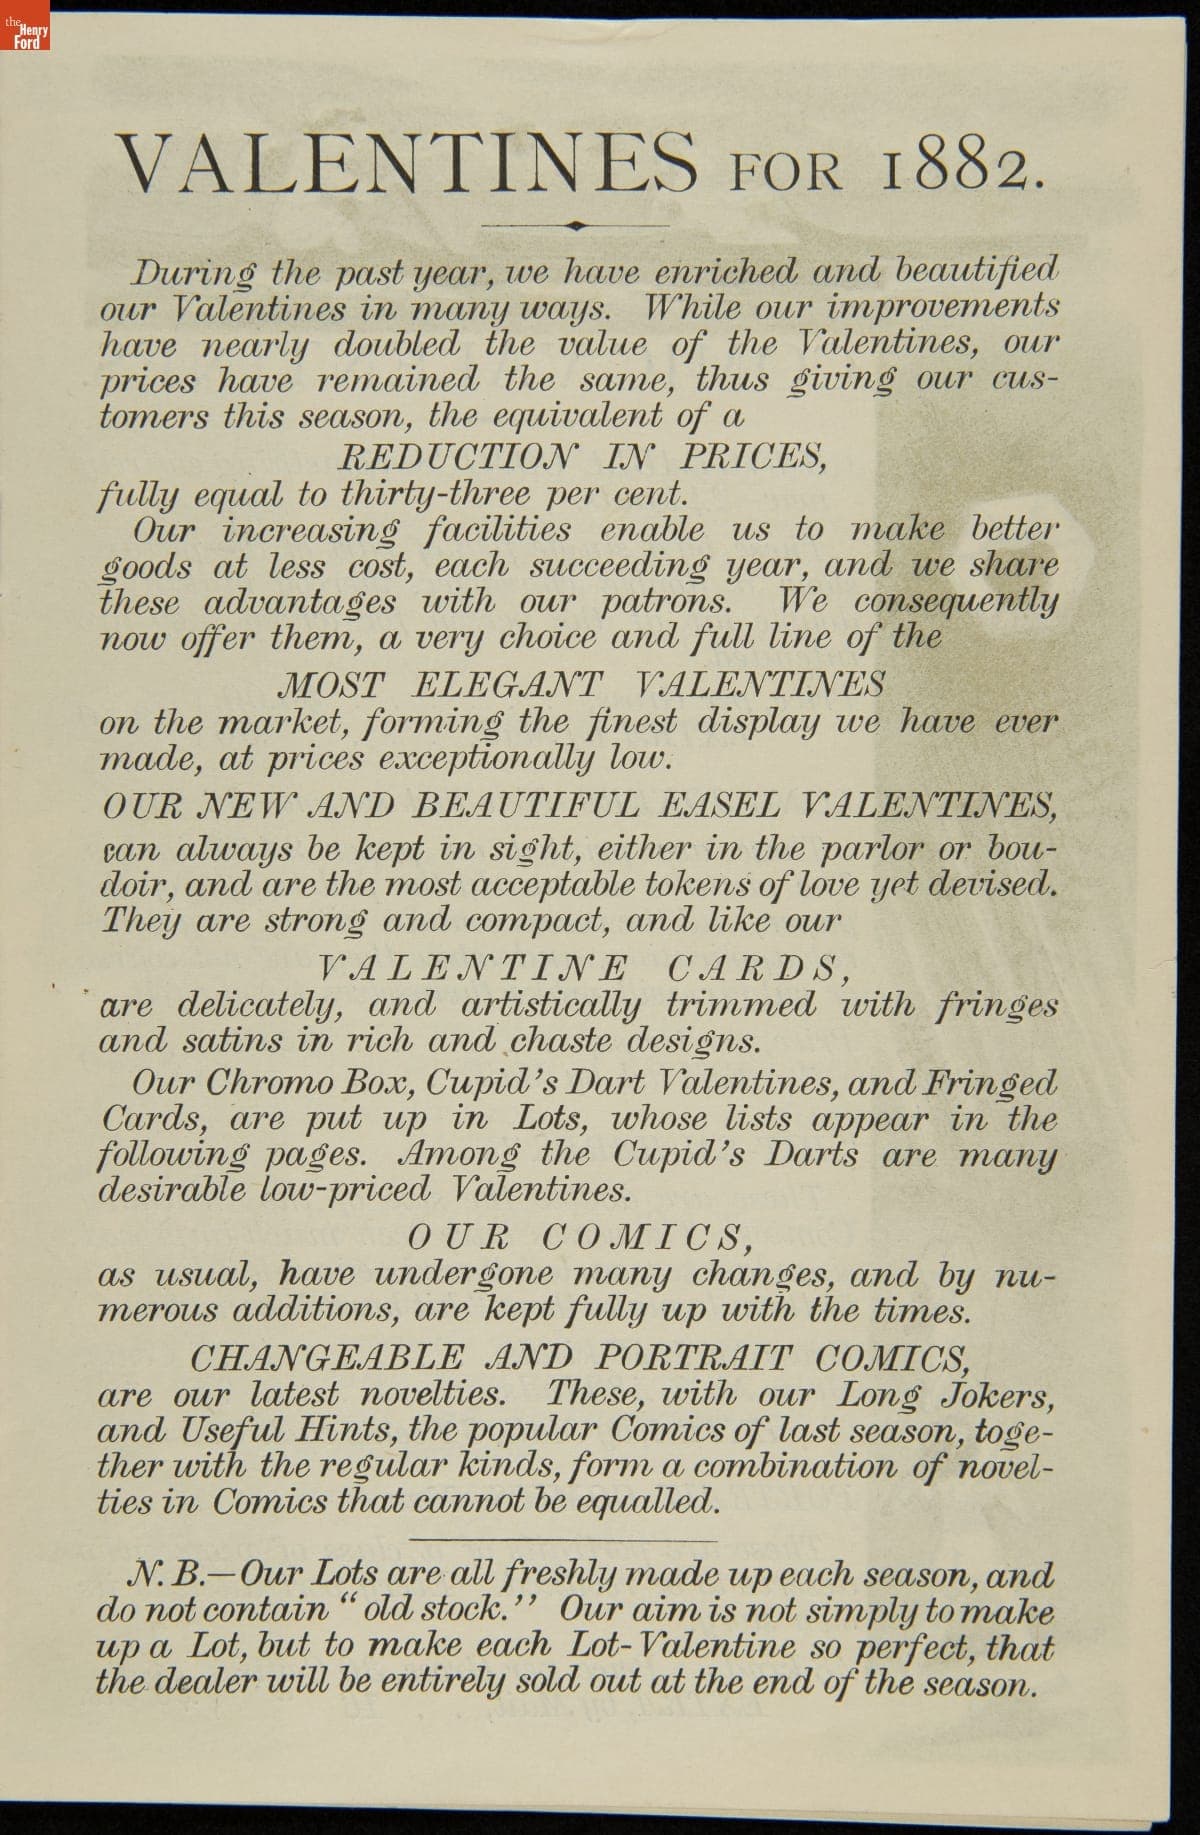 the
Henry
Ford
VALENTINES FOR 1882.
During the past year, we have enriched and beautified
our Valentines in many ways. While our improvements
have nearly doubled the value of the Valentines, our
prices have remained the same, thus giving our cus-
tomers this season, the equivalent of a
REDUCTION IN PRICES,
fully equal to thirty-three per cent.
Our increasing facilities enable us to make better
goods at less cost, each succeeding year, and we share
these advantages with our patrons. We consequently
now offer them, a very choice and full line of the
MOST ELEGANT VALENTINES
on the market, forming the finest display we have ever
made, at prices exceptionally low.
OUR NEW AND BEAUTIFUL EASEL VALENTINES,
can always be kept in sight, either in the parlor or bou-
doir, and are the most acceptable tokens of love yet devised.
They are strong and compact, and like our
VALENTINE CARDS,
are delicately, and artistically trimmed with fringes
and satins in rich and chaste designs.
Our Chromo Box, Cupid's Dart Valentines, and Fringed
Cards, are put up in Lots, whose lists appear in the
following pages. Among the Cupid's Darts are many
desirable low-priced Valentines.
OUR COMICS,
as usual, have undergone many changes, and by nu-
merous additions, are kept fully up with the times.
CHANGEABLE AND PORTRAIT COMICS,
are our latest novelties. These, with our Long Jokers,
and Useful Hints, the popular Comics of last season, toge-
ther with the regular kinds, form a combination of novel-
ties in Comics that cannot be equalled.
N. B.—Our Lots are all freshly made up each season, and
do not contain “old stock.’’ Our aim is not simply to make
up a Lot, but to make each Lot-Valentine so perfect, that
the dealer will be entirely sold out at the end of the season.